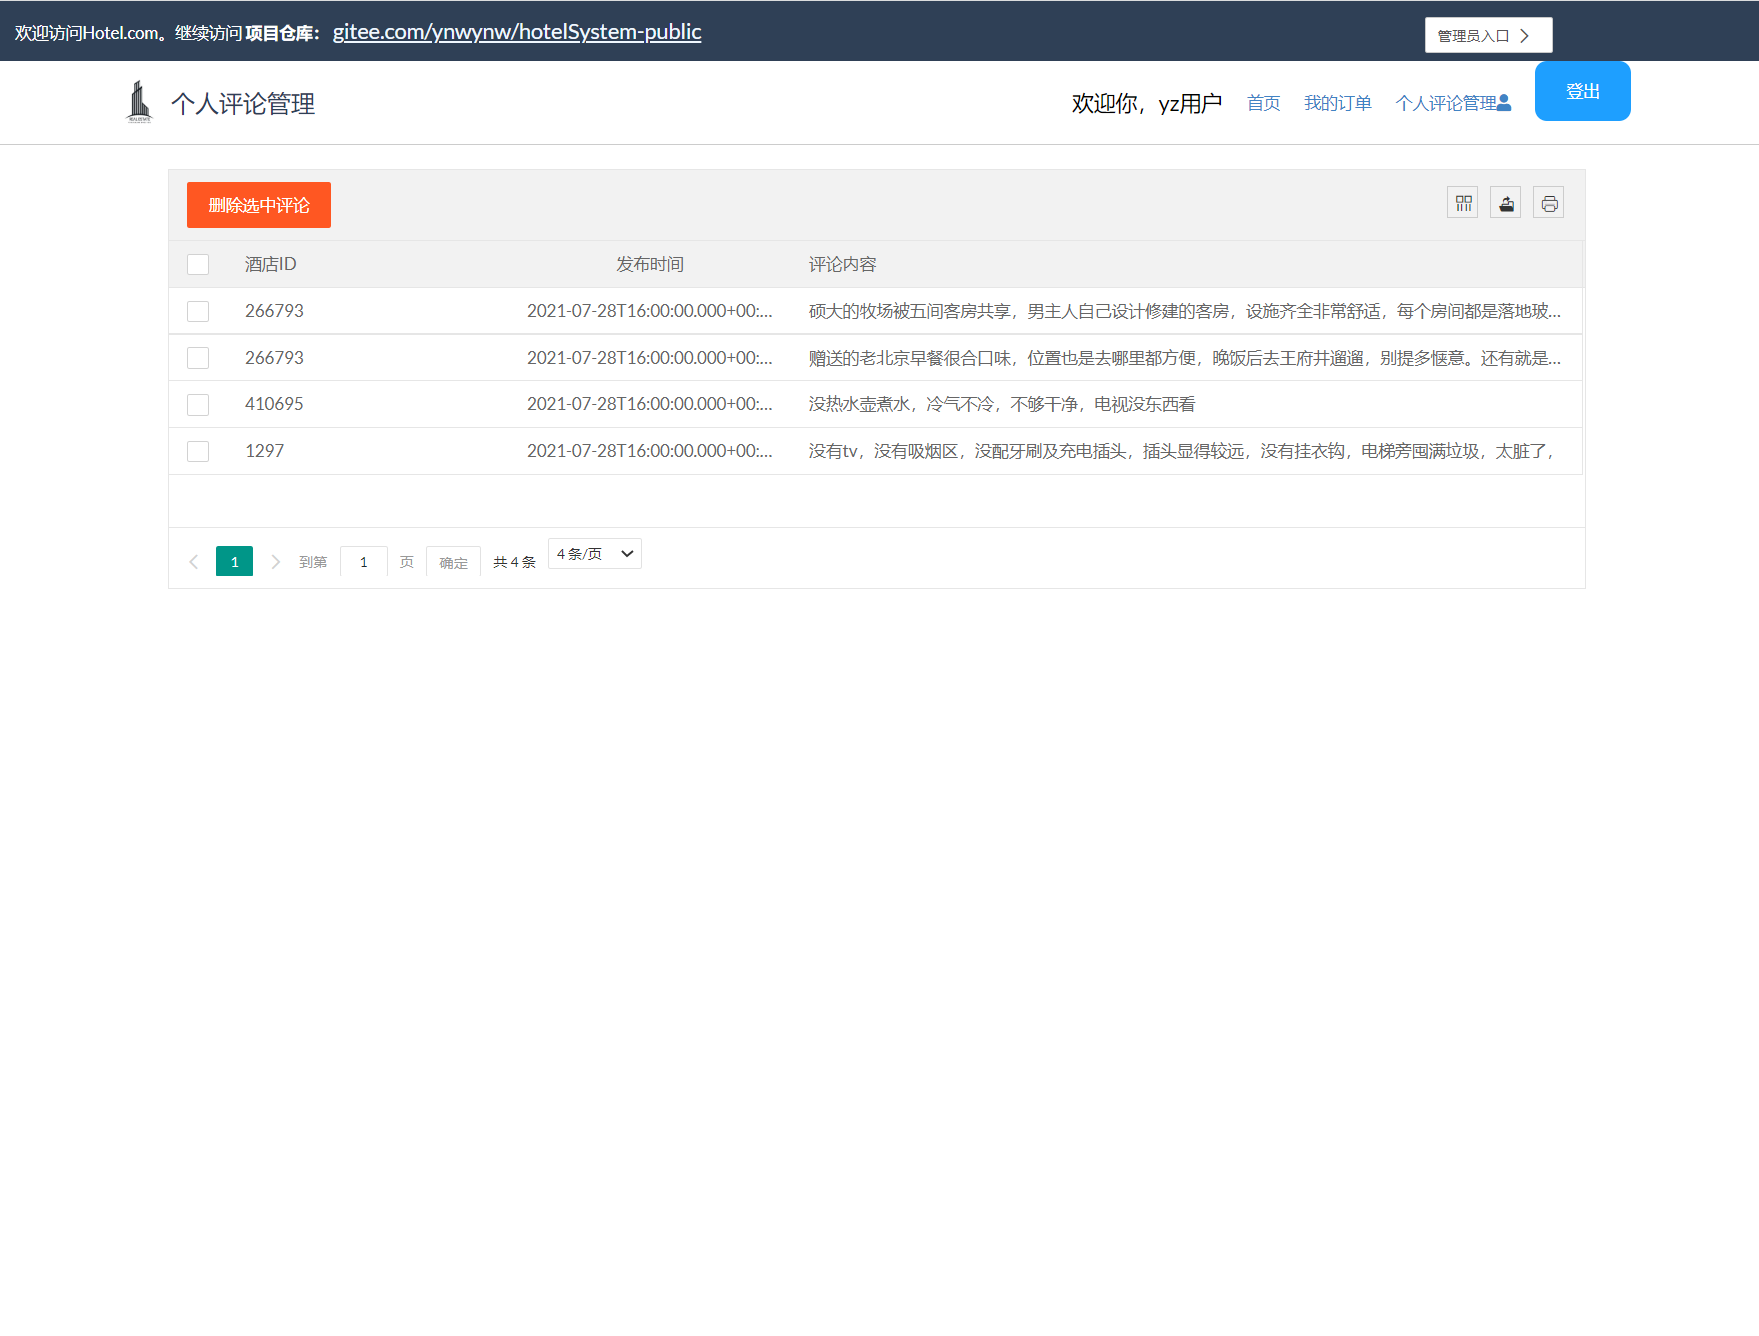 欢迎访问Hotel.com。继续访问 项目仓库： gitee.com/ynwynw/hotelSystem-public
管理员入口
个人评论管理
欢迎你，yz用户 首页 我的订单 个人评论管理 登出
删除选中评论
酒店ID 发布时间 评论内容
266793 2021-07-28T16:00:00.000+00:... 硕大的牧场被五间客房共享，男主人自己设计修建的客房，设施齐全非常舒适，每个房间都是落地玻...
266793 2021-07-28T16:00:00.000+00:... 赠送的老北京早餐很合口味，位置也是去哪里都方便，晚饭后去王府井遛遛，别提多惬意。还有就是...
410695 2021-07-28T16:00:00.000+00:... 没热水壶煮水，冷气不冷，不够干净，电视没东西看
1297 2021-07-28T16:00:00.000+00:... 没有tv，没有吸烟区，没配牙刷及充电插头，插头显得较远，没有挂衣钩，电梯旁囤满垃圾，太脏了，
1 到第 1 页 确定 共 4 条 4 条/页